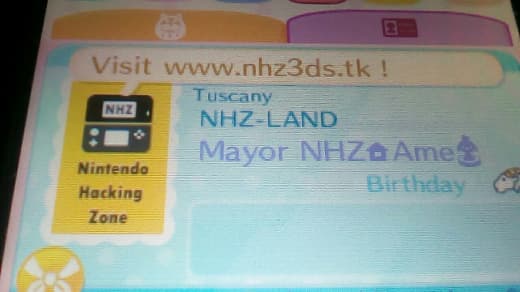 Visit www.nhz3ds.tk !
NHZ
Nintendo
Hacking
Zone
Tuscany
NHZ-LAND
Mayor NHZ Ame
Birthday